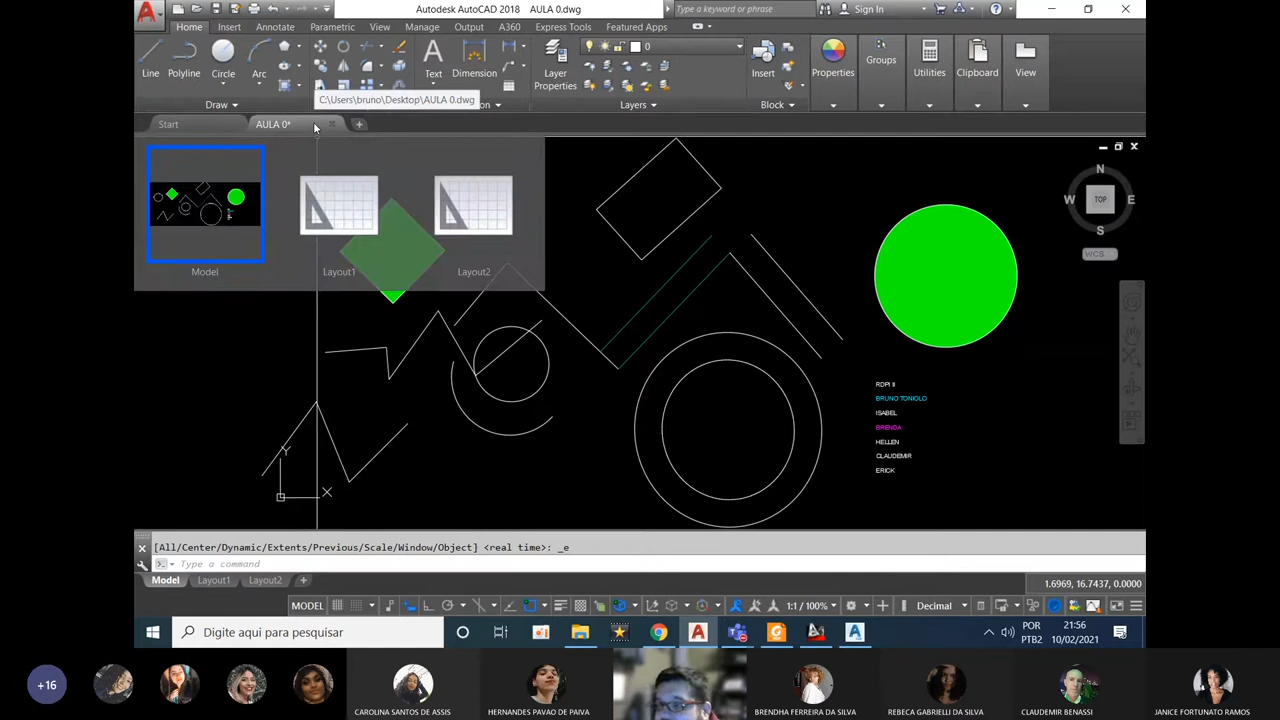 Autodesk AutoCAD 2018 AULA 0.dwg
Type a keyword or phrase
Sign In
Home Insert Annotate Parametric View Manage Output A360 Express Tools Featured Apps
Line Polyline Circle Arc
Text Dimension
Layer
Properties
0
Insert
Properties
Groups
Utilities
Clipboard
View
Draw
Layers
Block
C:\Users\bruno\Desktop\AULA 0.dwg
Start
AULA 0*
Model
Layout1
Layout2
N
W TOP E
S
WCS
RDPI II
BRUNO TONIOLO
ISABEL
BRENDA
HELLEN
CLAUDEMIR
ERICK
Y
X
[All/Center/Dynamic/Extents/Previous/Scale/Window/Object] <real time>: _e
Type a command
Model Layout1 Layout2
1.6969, 16.7437, 0.0000
MODEL
1:1 / 100%
Decimal
Digite aqui para pesquisar
POR
PTB2
21:56
10/02/2021
+16
CAROLINA SANTOS DE ASSIS
HERNANDES PAVAO DE PAIVA
BRENDHA FERREIRA DA SILVA
REBECA GABRIELLI DA SILVA
CLAUDEMIR BENASSI
JANICE FORTUNATO RAMOS